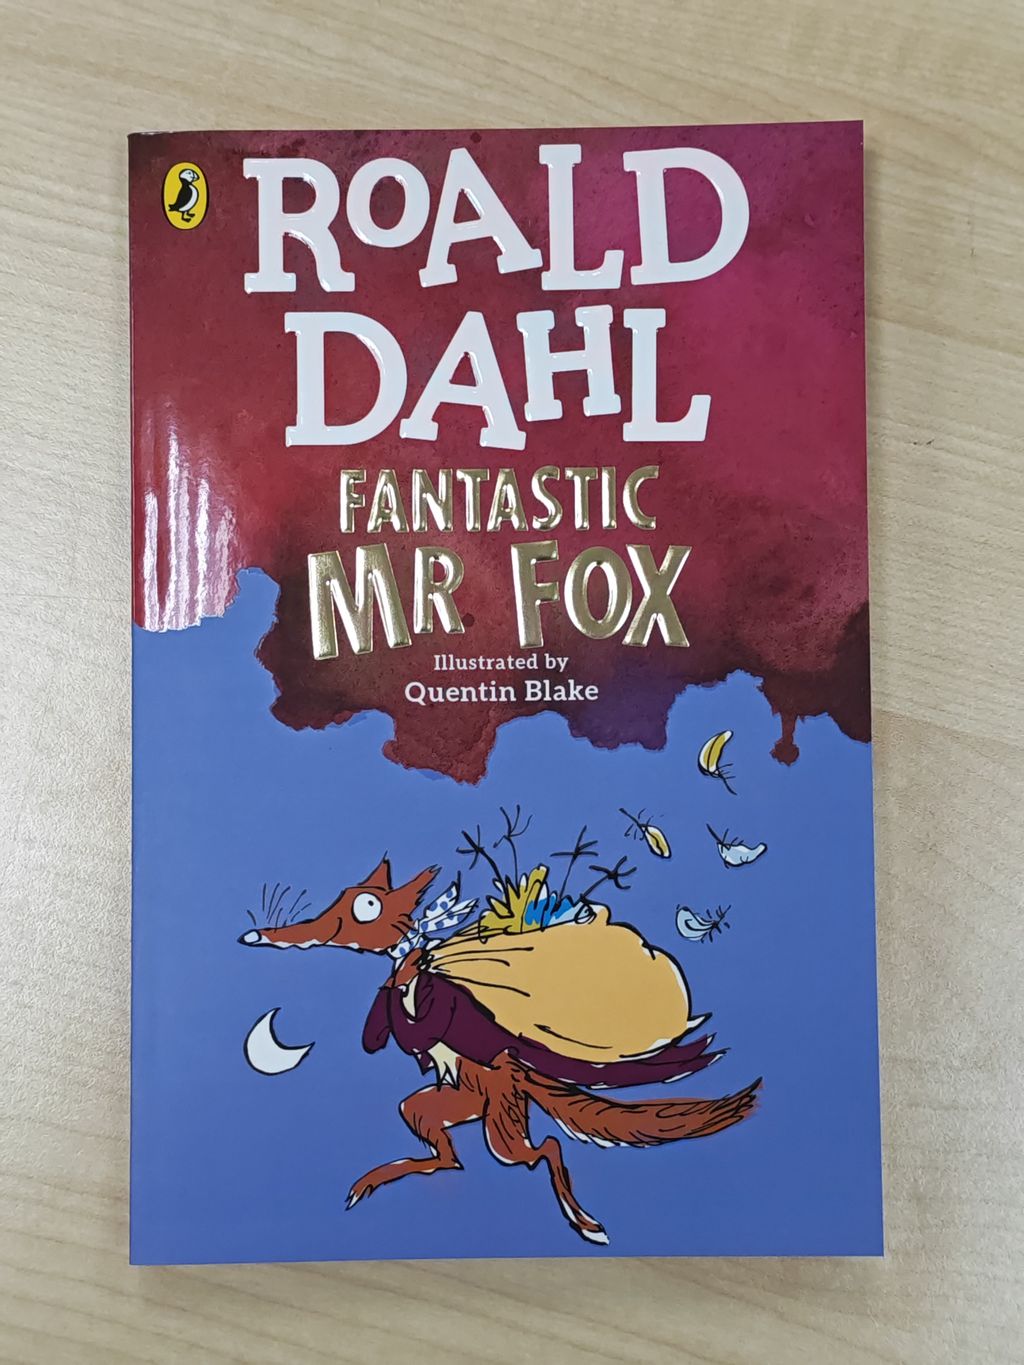 ROALD
DAHL
FANTASTIC
MR FOX
Illustrated by
Quentin Blake